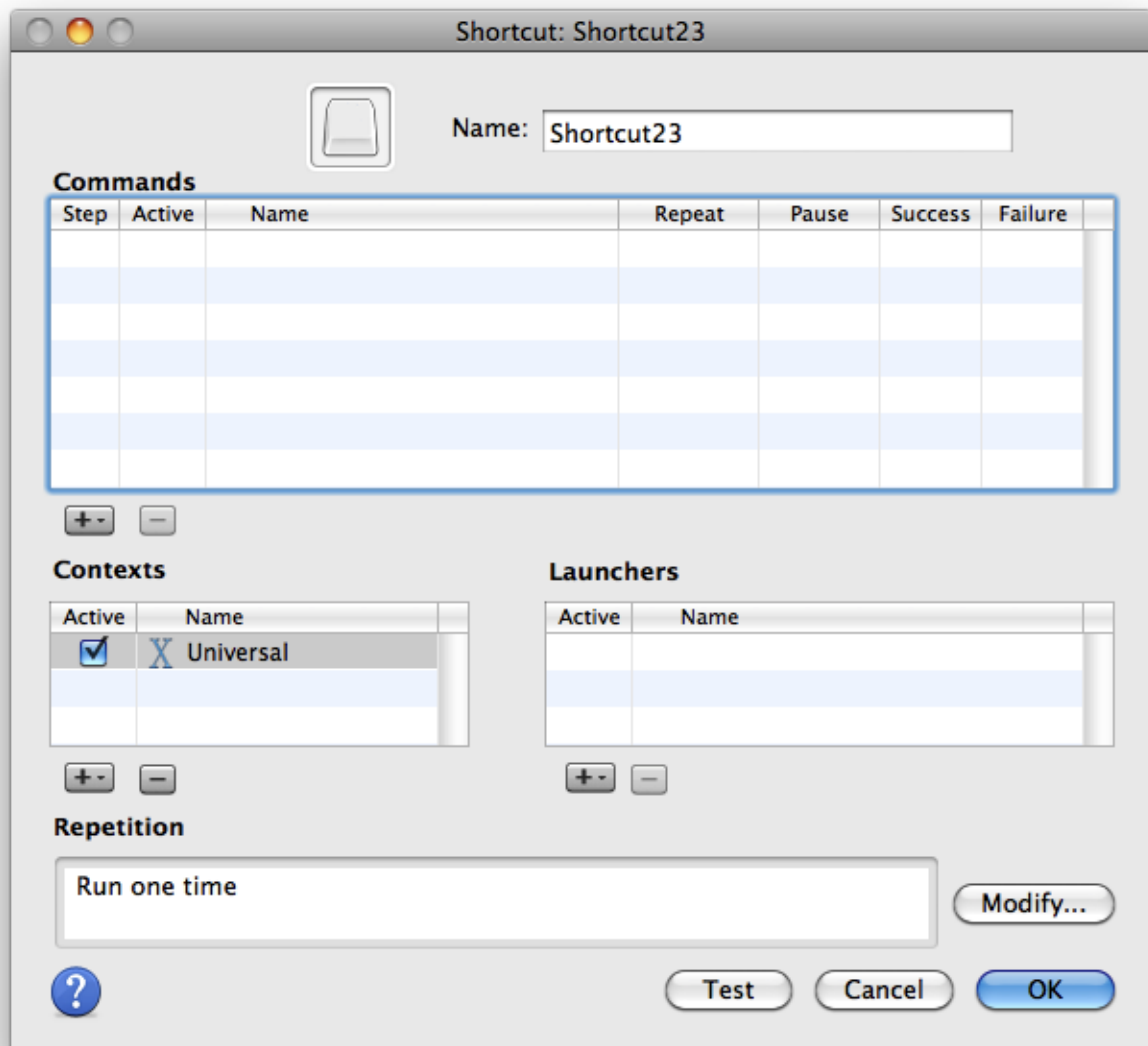 Shortcut: Shortcut23
Name: Shortcut23
Commands
Step Active Name Repeat Pause Success Failure
Contexts
Launchers
Active Name
Active Name
X Universal
Repetition
Run one time
Modify...
?
Test Cancel OK